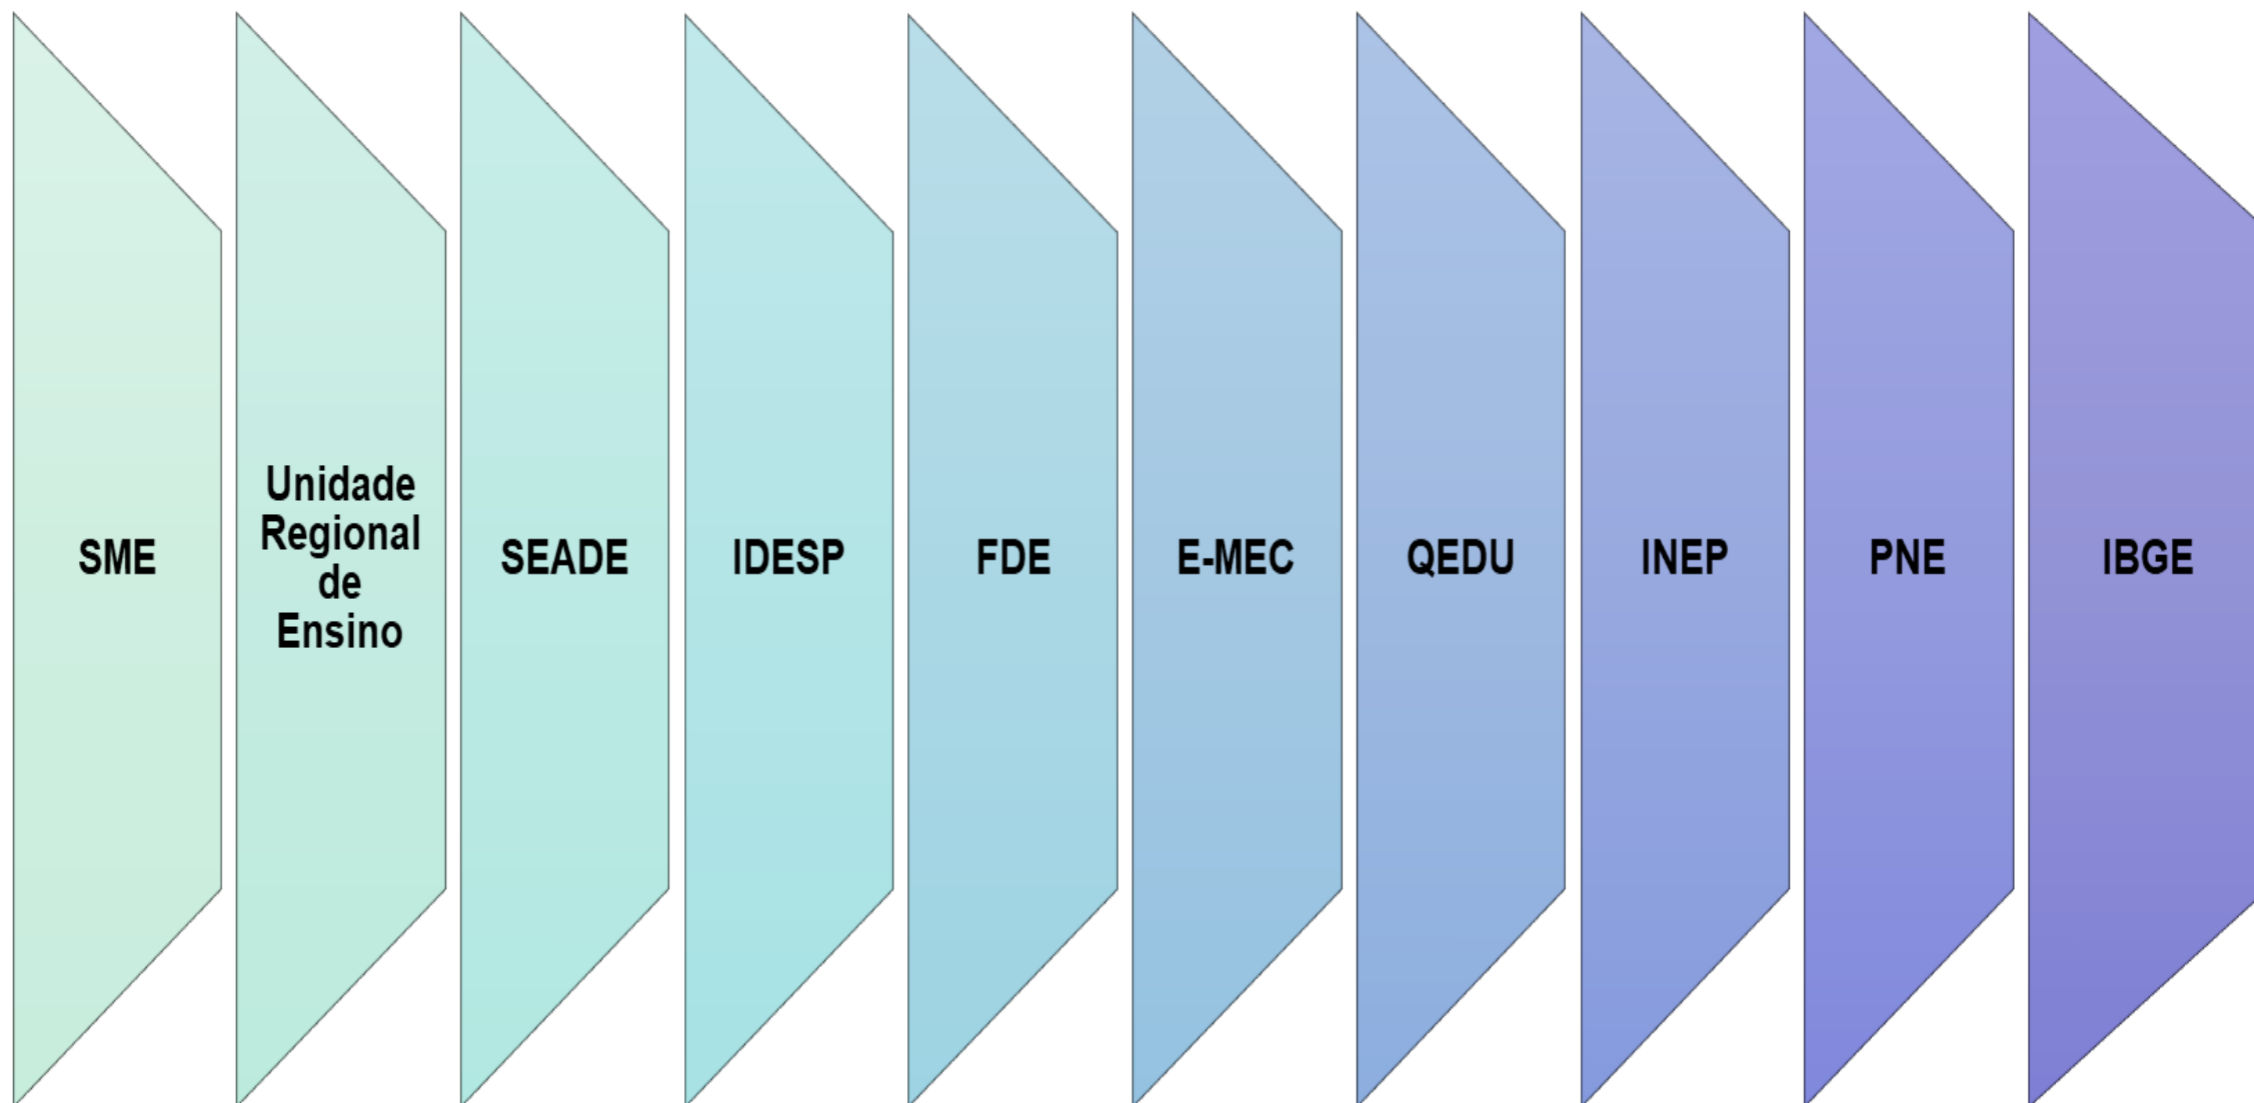 SME
Unidade
Regional
de
Ensino
SEADE
IDESP
FDE
E-MEC
QEDU
INEP
PNE
IBGE